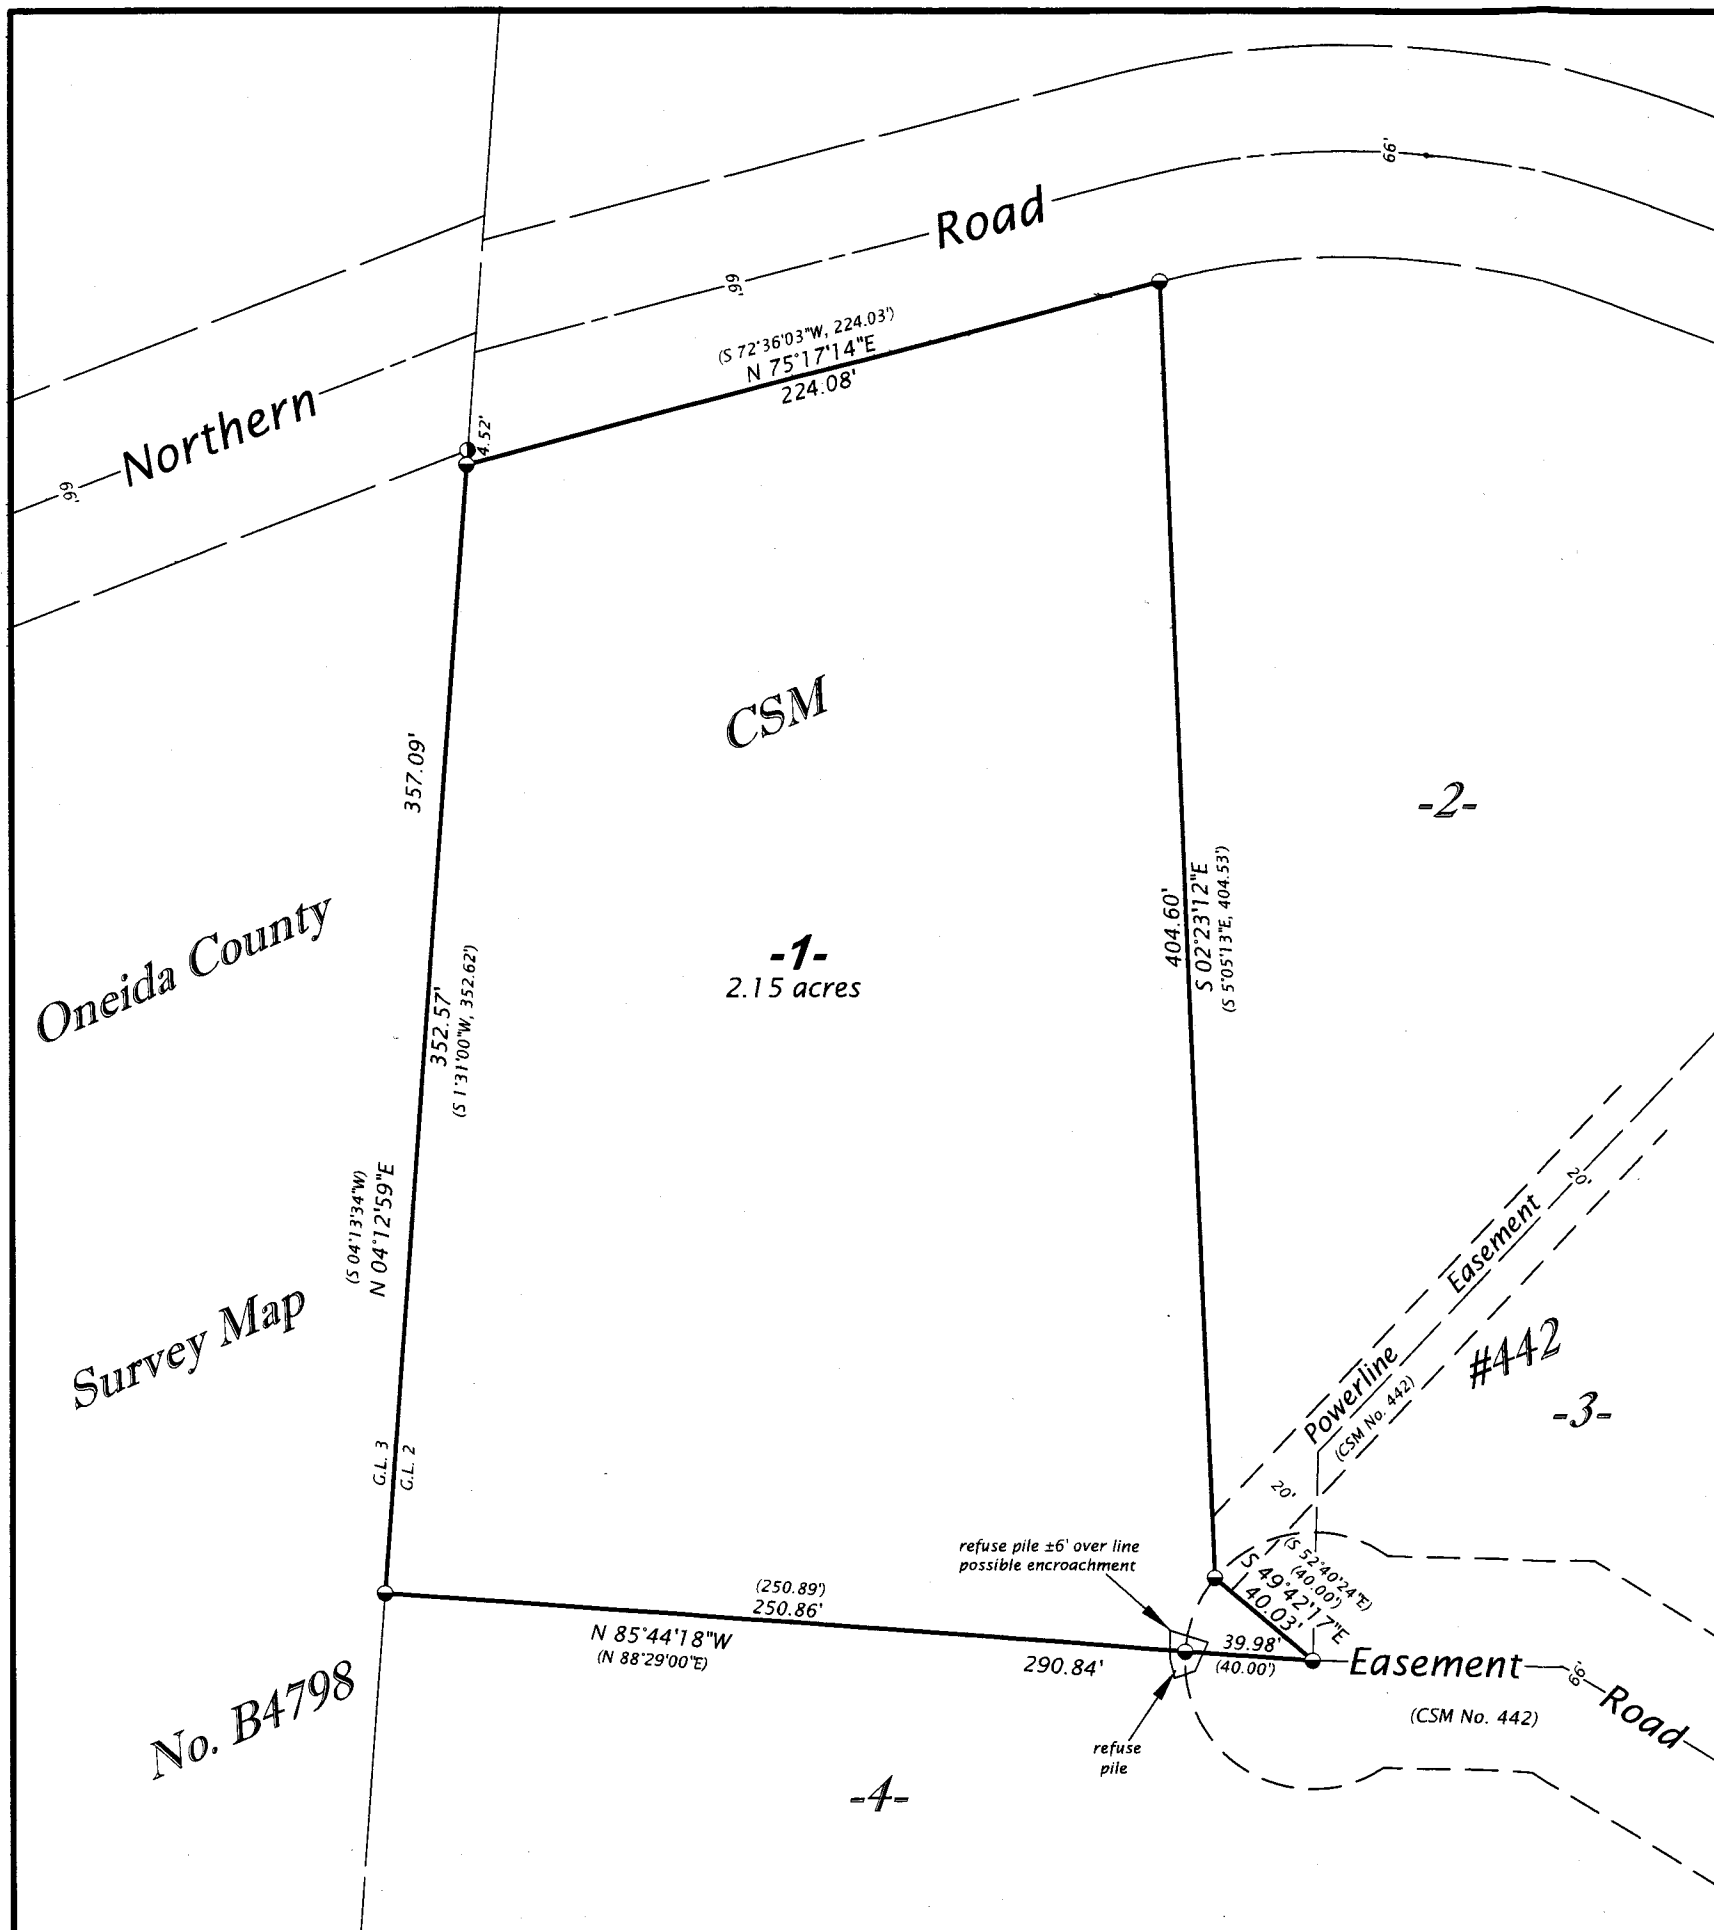 66'
Road
66'
(S 72°36'03"W, 224.03')
N 75°17'14"E
224.08'
Northern
66'
4.52'
CSM
357.09'
-2-
404.60'
S 02°23'12"E
(S 5°05'13"E, 404.53')
Oneida County
-1-
2.15 acres
352.57'
(S 1°31'00"W, 352.62')
(S 04°13'34"W)
N 04°12'59"E
20'
Powerline Easement
(CSM No. 442)
#442
-3-
Survey Map
G.L. 3
G.L. 2
20'
refuse pile ±6' over line
possible encroachment
(S 52°40'24"E)
(40.00')
S 49°42'17"E
40.03'
(250.89')
250.86'
N 85°44'18"W
(N 88°29'00"E)
290.84'
39.98'
(40.00')
Easement
66'
Road
(CSM No. 442)
No. B4798
refuse
pile
-4-